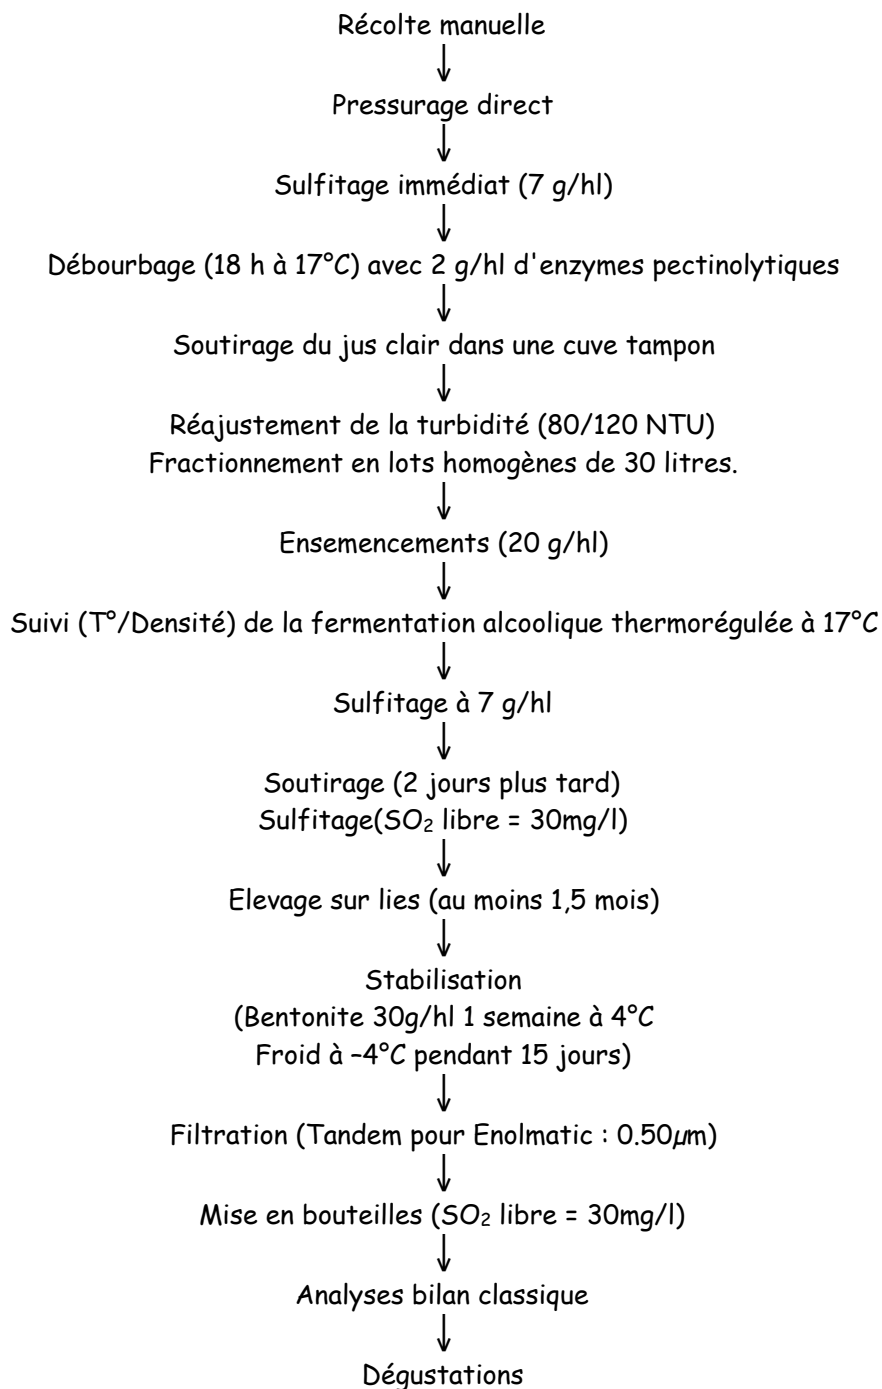 Récolte manuelle
Pressurage direct
Sulfitage immédiat (7 g/hl)
Débourbage (18 h à 17°C) avec 2 g/hl d'enzymes pectinolytiques
Soutirage du jus clair dans une cuve tampon
Réajustement de la turbidité (80/120 NTU)
Fractionnement en lots homogènes de 30 litres.
Ensemencements (20 g/hl)
Suivi (T°/Densité) de la fermentation alcoolique thermorégulée à 17°C
Sulfitage à 7 g/hl
Soutirage (2 jours plus tard)
Sulfitage(SO₂ libre = 30mg/l)
Elevage sur lies (au moins 1,5 mois)
Stabilisation
(Bentonite 30g/hl 1 semaine à 4°C
Froid à –4°C pendant 15 jours)
Filtration (Tandem pour Enolmatic : 0.50µm)
Mise en bouteilles (SO₂ libre = 30mg/l)
Analyses bilan classique
Dégustations